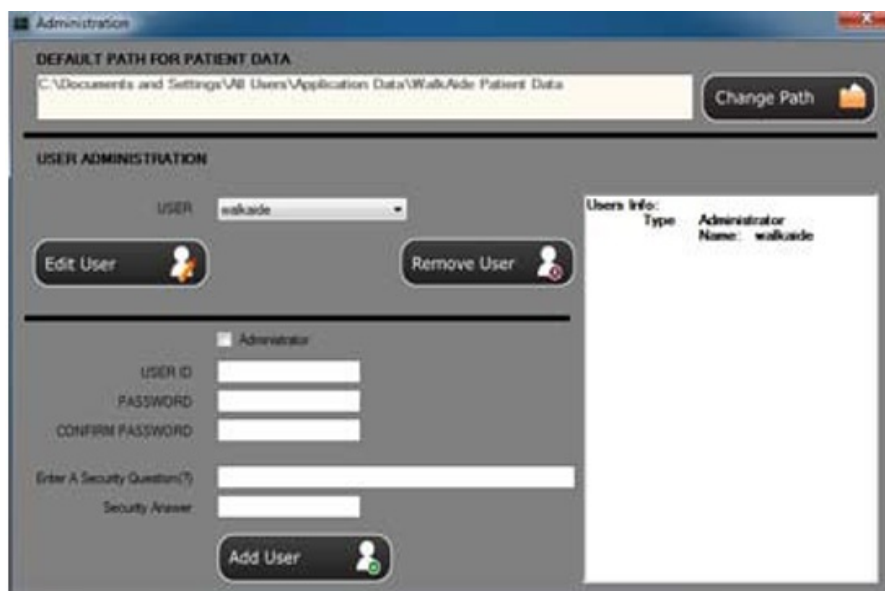 Administration
DEFAULT PATH FOR PATIENT DATA
C:\Documents and Settings\All Users\Application Data\WalkAide Patient Data
Change Path
USER ADMINISTRATION
USER walkaide
Edit User
Remove User
Users Info:
Type Administrator
Name: walkaide
Administrator
USER ID
PASSWORD
CONFIRM PASSWORD
Enter A Security Question(?)
Security Answer
Add User